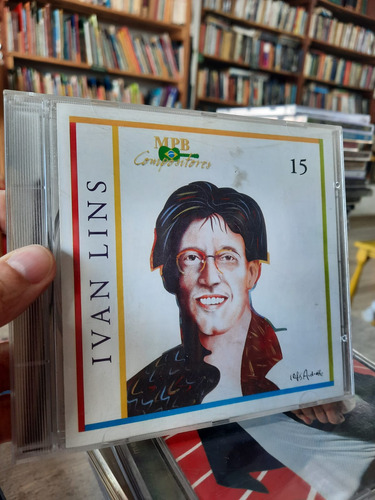 MPB
Compositores
15
IVAN LINS